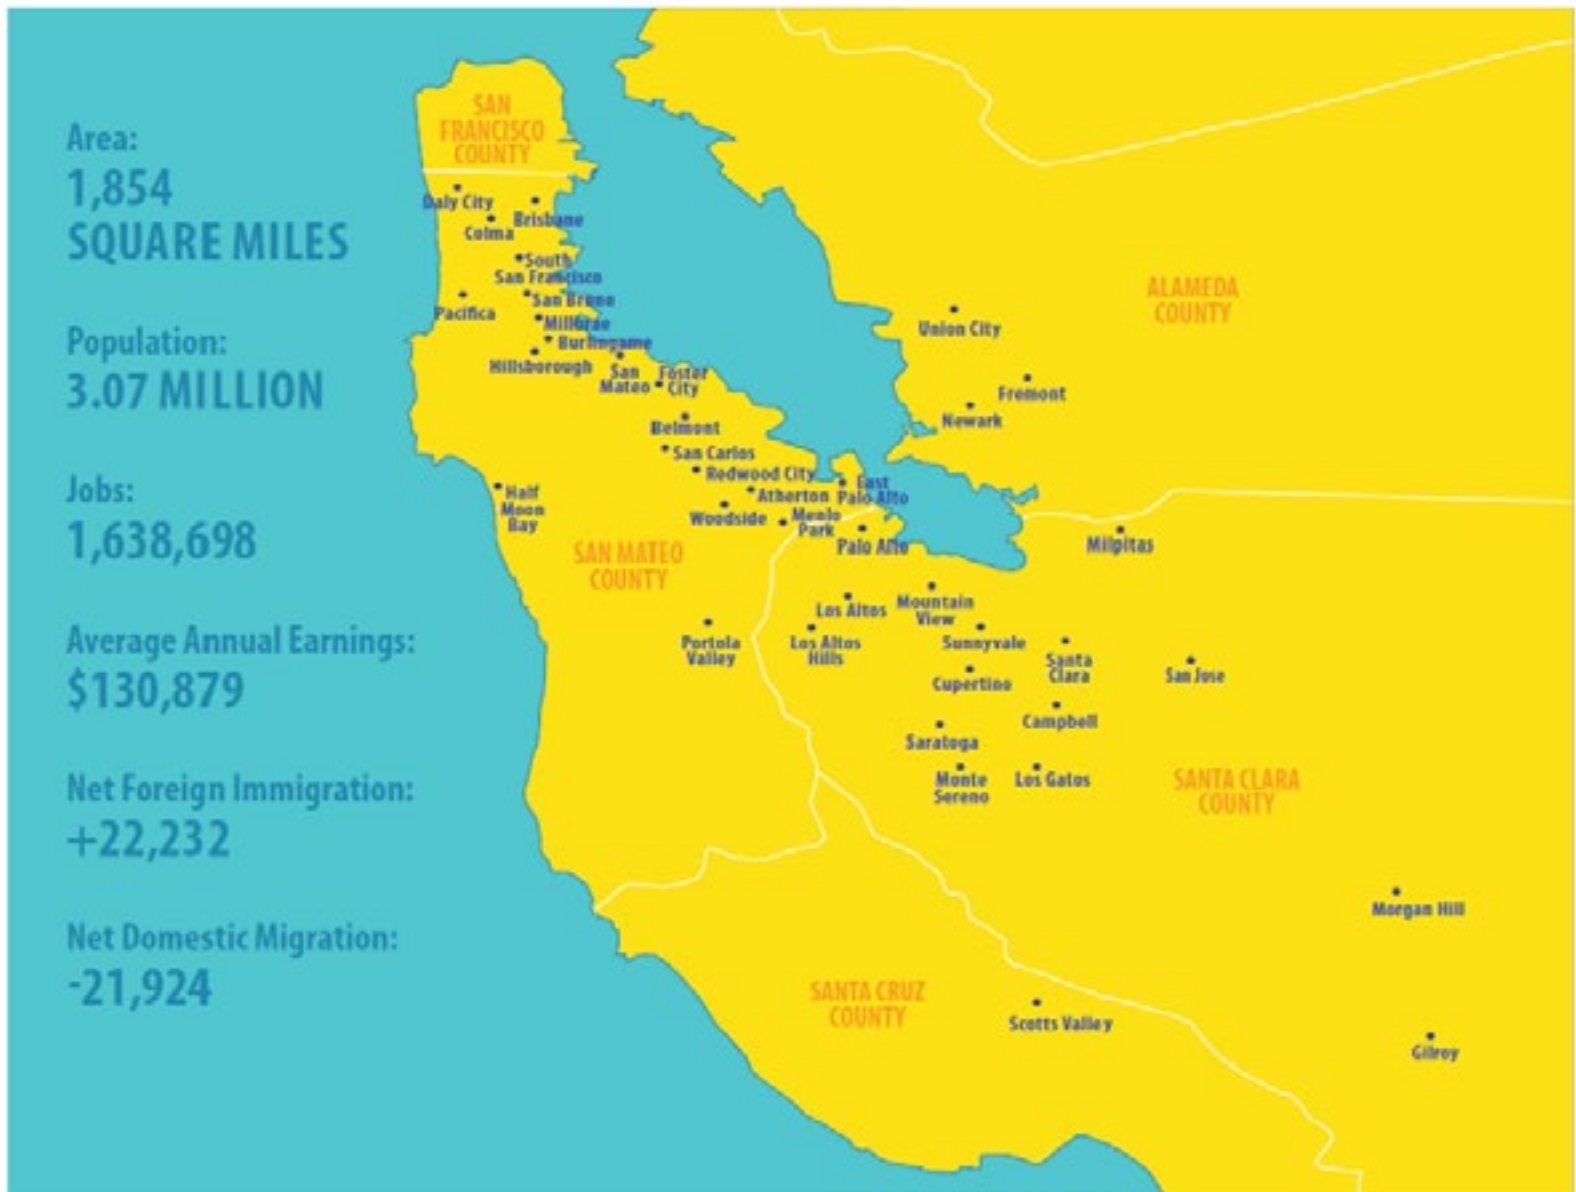 Area:
1,854
SQUARE MILES
Population:
3.07 MILLION
Jobs:
1,638,698
Average Annual Earnings:
$130,879
Net Foreign Immigration:
+22,232
Net Domestic Migration:
-21,924
SAN
FRANCISCO
COUNTY
Daly City
Brisbane
Colma
South
San Francisco
San Bruno
Pacifica
Millbrae
Burlingame
Hillsborough
San
Mateo
Foster
City
Belmont
San Carlos
Redwood City
Atherton
East
Palo Alto
Half
Moon
Bay
Woodside
Menlo
Park
Palo Alto
SAN MATEO
COUNTY
Portola
Valley
ALAMEDA
COUNTY
Union City
Fremont
Newark
Milpitas
Los Altos
Mountain
View
Los Altos
Hills
Sunnyvale
Santa
Clara
San Jose
Cupertino
Campbell
Saratoga
Monte
Sereno
Los Gatos
SANTA CLARA
COUNTY
Morgan Hill
SANTA CRUZ
COUNTY
Scotts Valley
Gilroy